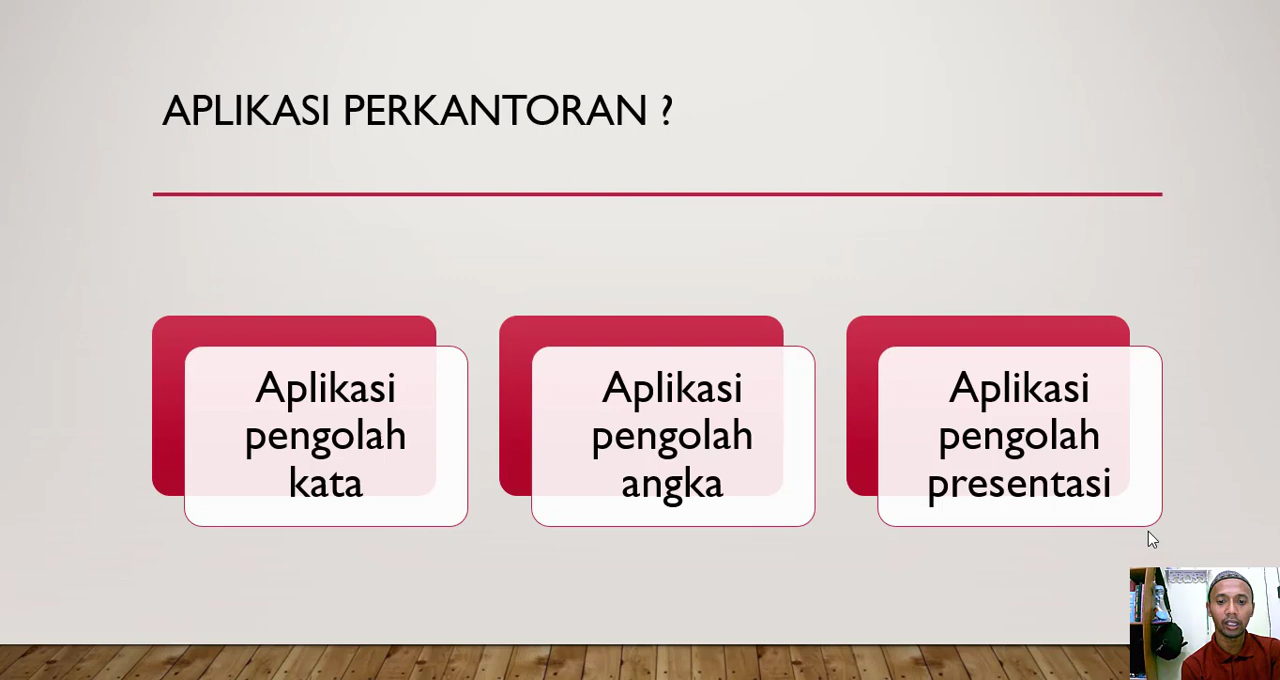 APLIKASI PERKANTORAN ?
Aplikasi
pengolah
kata
Aplikasi
pengolah
angka
Aplikasi
pengolah
presentasi